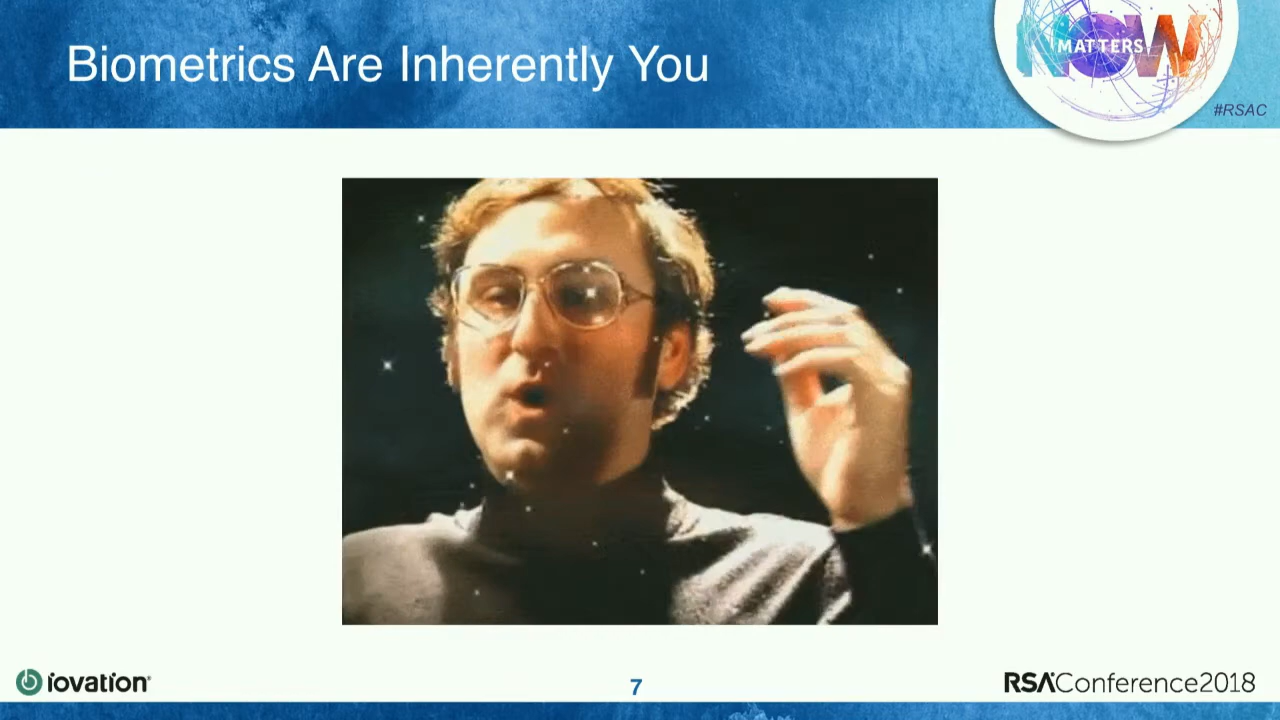 Biometrics Are Inherently You
NOW
MATTERS
#RSAC
iovation
7
RSAConference2018